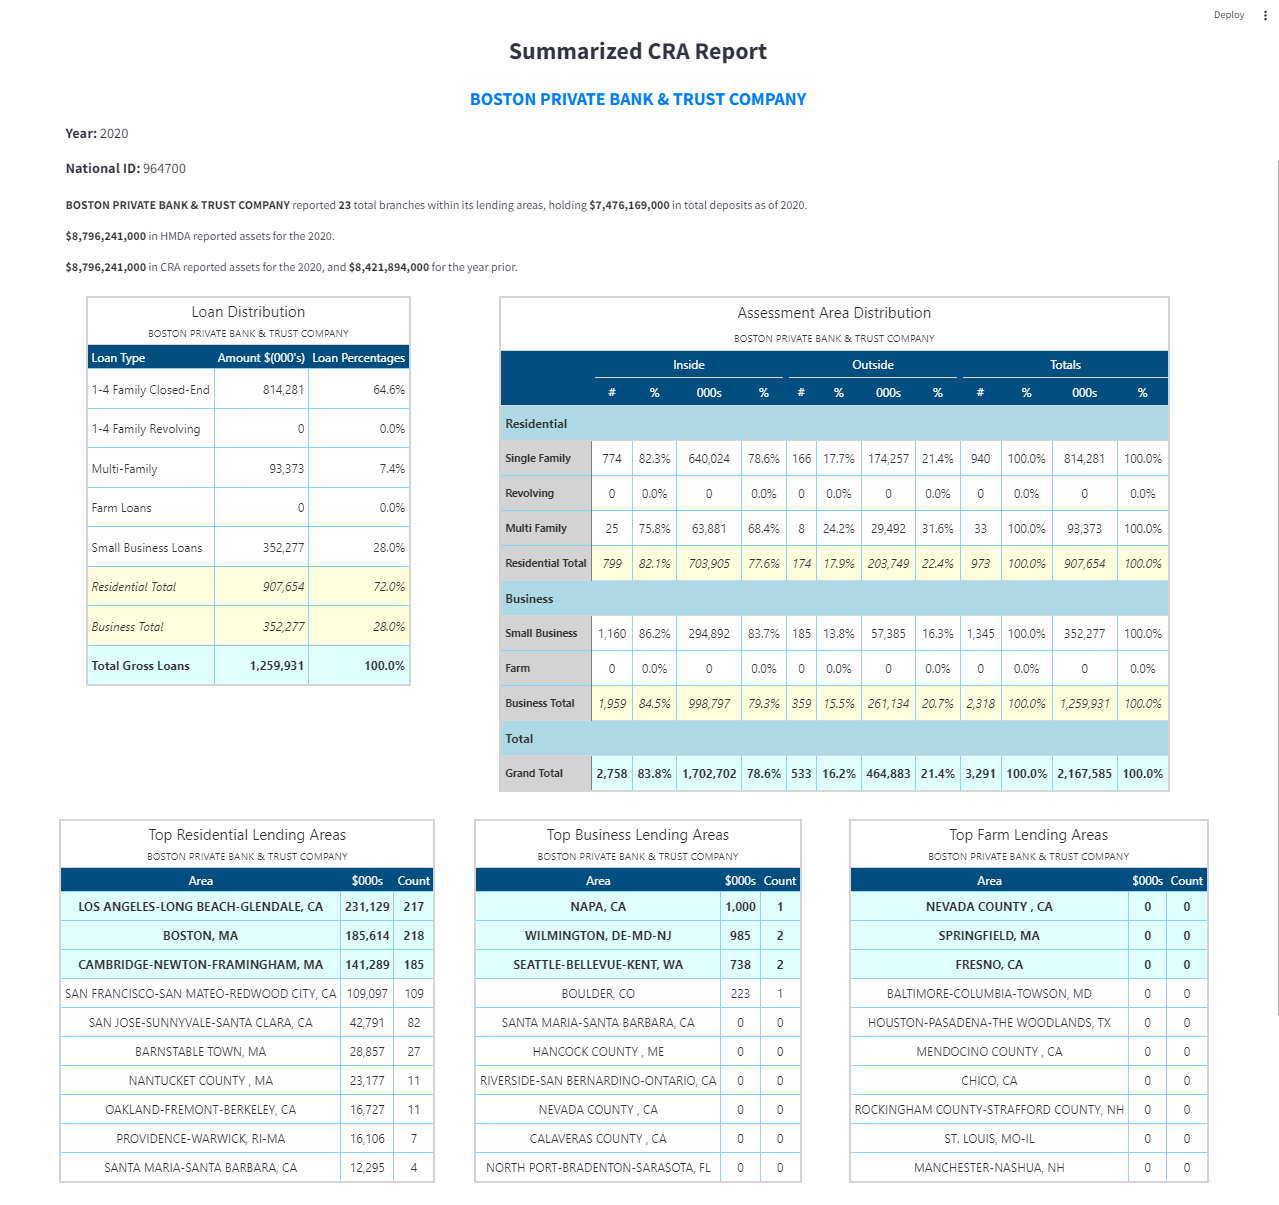 Deploy
Summarized CRA Report
BOSTON PRIVATE BANK & TRUST COMPANY
Year: 2020
National ID: 964700
BOSTON PRIVATE BANK & TRUST COMPANY reported 23 total branches within its lending areas, holding $7,476,169,000 in total deposits as of 2020.
$8,796,241,000 in HMDA reported assets for the 2020.
$8,796,241,000 in CRA reported assets for the 2020, and $8,421,894,000 for the year prior.
Loan Distribution
BOSTON PRIVATE BANK & TRUST COMPANY
Loan Type Amount $(000's) Loan Percentages
1-4 Family Closed-End 814,281 64.6%
1-4 Family Revolving 0 0.0%
Multi-Family 93,373 7.4%
Farm Loans 0 0.0%
Small Business Loans 352,277 28.0%
Residential Total 907,654 72.0%
Business Total 352,277 28.0%
Total Gross Loans 1,259,931 100.0%
Assessment Area Distribution
BOSTON PRIVATE BANK & TRUST COMPANY
Inside Outside Totals
# % 000s % # % 000s % # % 000s %
Residential
Single Family 774 82.3% 640,024 78.6% 166 17.7% 174,257 21.4% 940 100.0% 814,281 100.0%
Revolving 0 0.0% 0 0.0% 0 0.0% 0 0.0% 0 0.0% 0 0.0%
Multi Family 25 75.8% 63,881 68.4% 8 24.2% 29,492 31.6% 33 100.0% 93,373 100.0%
Residential Total 799 82.1% 703,905 77.6% 174 17.9% 203,749 22.4% 973 100.0% 907,654 100.0%
Business
Small Business 1,160 86.2% 294,892 83.7% 185 13.8% 57,385 16.3% 1,345 100.0% 352,277 100.0%
Farm 0 0.0% 0 0.0% 0 0.0% 0 0.0% 0 0.0% 0 0.0%
Business Total 1,959 84.5% 998,797 79.3% 359 15.5% 261,134 20.7% 2,318 100.0% 1,259,931 100.0%
Total
Grand Total 2,758 83.8% 1,702,702 78.6% 533 16.2% 464,883 21.4% 3,291 100.0% 2,167,585 100.0%
Top Residential Lending Areas
BOSTON PRIVATE BANK & TRUST COMPANY
Area $000s Count
LOS ANGELES-LONG BEACH-GLENDALE, CA 231,129 217
BOSTON, MA 185,614 218
CAMBRIDGE-NEWTON-FRAMINGHAM, MA 141,289 185
SAN FRANCISCO-SAN MATEO-REDWOOD CITY, CA 109,097 109
SAN JOSE-SUNNYVALE-SANTA CLARA, CA 42,791 82
BARNSTABLE TOWN, MA 28,857 27
NANTUCKET COUNTY , MA 23,177 11
OAKLAND-FREMONT-BERKELEY, CA 16,727 11
PROVIDENCE-WARWICK, RI-MA 16,106 7
SANTA MARIA-SANTA BARBARA, CA 12,295 4
Top Business Lending Areas
BOSTON PRIVATE BANK & TRUST COMPANY
Area $000s Count
NAPA, CA 1,000 1
WILMINGTON, DE-MD-NJ 985 2
SEATTLE-BELLEVUE-KENT, WA 738 2
BOULDER, CO 223 1
SANTA MARIA-SANTA BARBARA, CA 0 0
HANCOCK COUNTY , ME 0 0
RIVERSIDE-SAN BERNARDINO-ONTARIO, CA 0 0
NEVADA COUNTY , CA 0 0
CALAVERAS COUNTY , CA 0 0
NORTH PORT-BRADENTON-SARASOTA, FL 0 0
Top Farm Lending Areas
BOSTON PRIVATE BANK & TRUST COMPANY
Area $000s Count
NEVADA COUNTY , CA 0 0
SPRINGFIELD, MA 0 0
FRESNO, CA 0 0
BALTIMORE-COLUMBIA-TOWSON, MD 0 0
HOUSTON-PASADENA-THE WOODLANDS, TX 0 0
MENDOCINO COUNTY , CA 0 0
CHICO, CA 0 0
ROCKINGHAM COUNTY-STRAFFORD COUNTY, NH 0 0
ST. LOUIS, MO-IL 0 0
MANCHESTER-NASHUA, NH 0 0